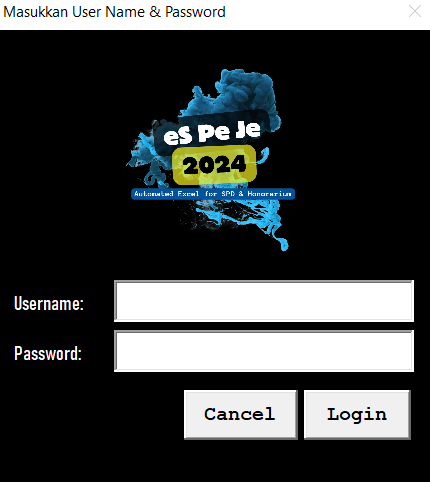 Masukkan User Name & Password
eS Pe Je
2024
Automated Excel for SPD & Honorarium
Username:
Password:
Cancel Login